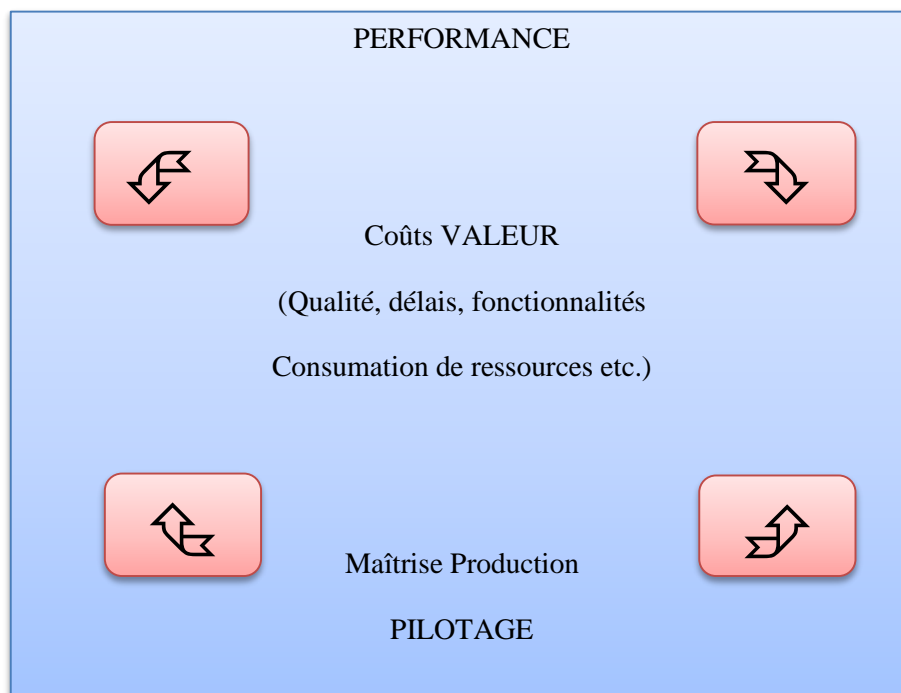 PERFORMANCE
Coûts VALEUR
(Qualité, délais, fonctionnalités
Consumation de ressources etc.)
Maîtrise Production
PILOTAGE